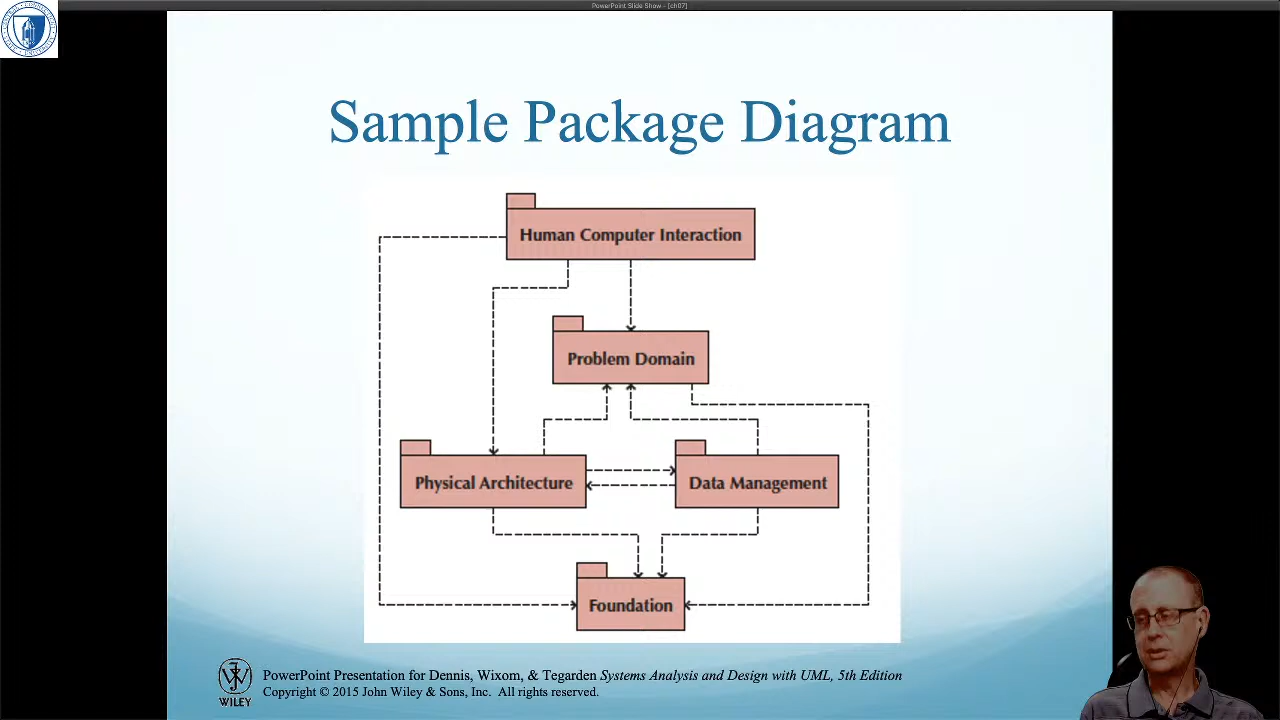 PowerPoint Slide Show - [ch07]
Sample Package Diagram
Human Computer Interaction
Problem Domain
Physical Architecture
Data Management
Foundation
WILEY
PowerPoint Presentation for Dennis, Wixom, & Tegarden Systems Analysis and Design with UML, 5th Edition
Copyright © 2015 John Wiley & Sons, Inc.  All rights reserved.